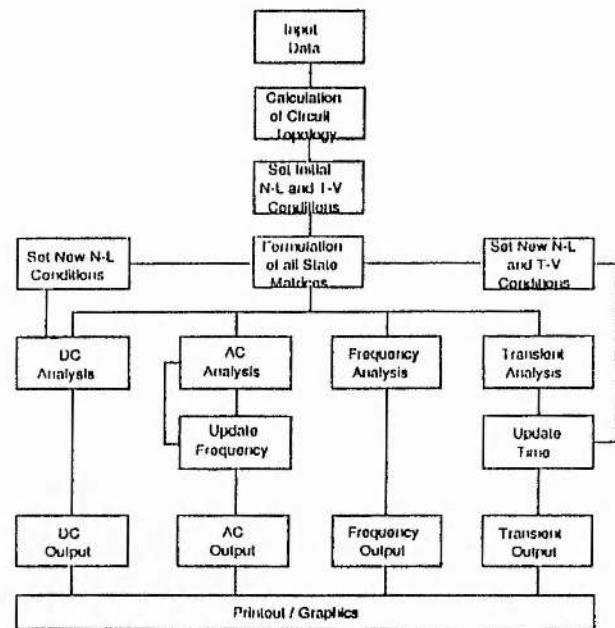 Input
Data
Calculation
of Circuit
Topology
Set Initial
N-L and T-V
Conditions
Set New N-L
Conditions
Formulation
of all State
Matrices
Set New N-L
and T-V
Conditions
DC
Analysis
AC
Analysis
Frequency
Analysis
Transient
Analysis
Update
Frequency
Update
Time
DC
Output
AC
Output
Frequency
Output
Transient
Output
Printout / Graphics